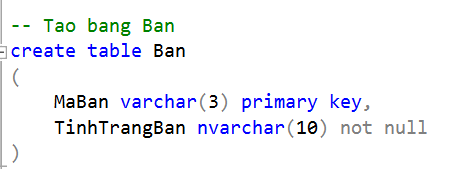 -- Tao bang Ban
create table Ban
(
    MaBan varchar(3) primary key,
    TinhTrangBan nvarchar(10) not null
)